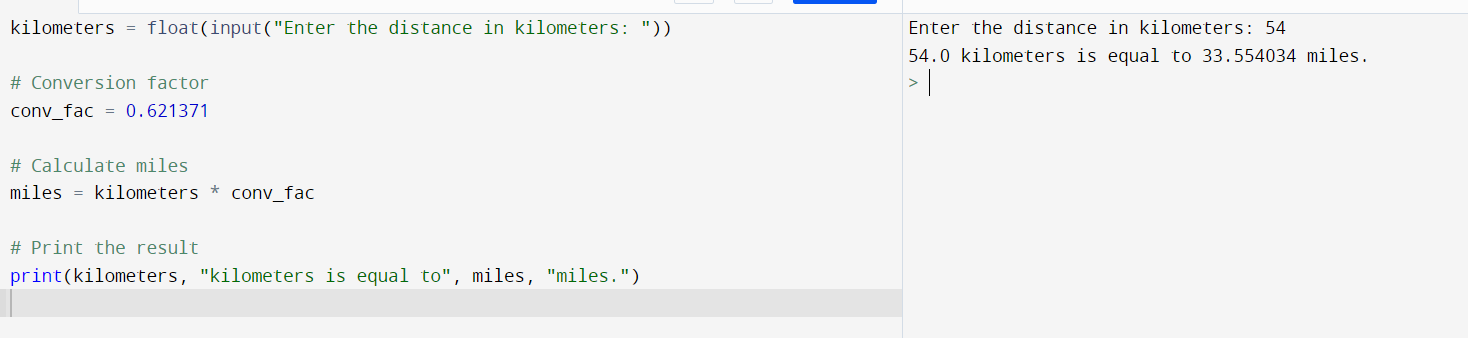 kilometers = float(input("Enter the distance in kilometers: "))
# Conversion factor
conv_fac = 0.621371
# Calculate miles
miles = kilometers * conv_fac
# Print the result
print(kilometers, "kilometers is equal to", miles, "miles.")
Enter the distance in kilometers: 54
54.0 kilometers is equal to 33.554034 miles.
>